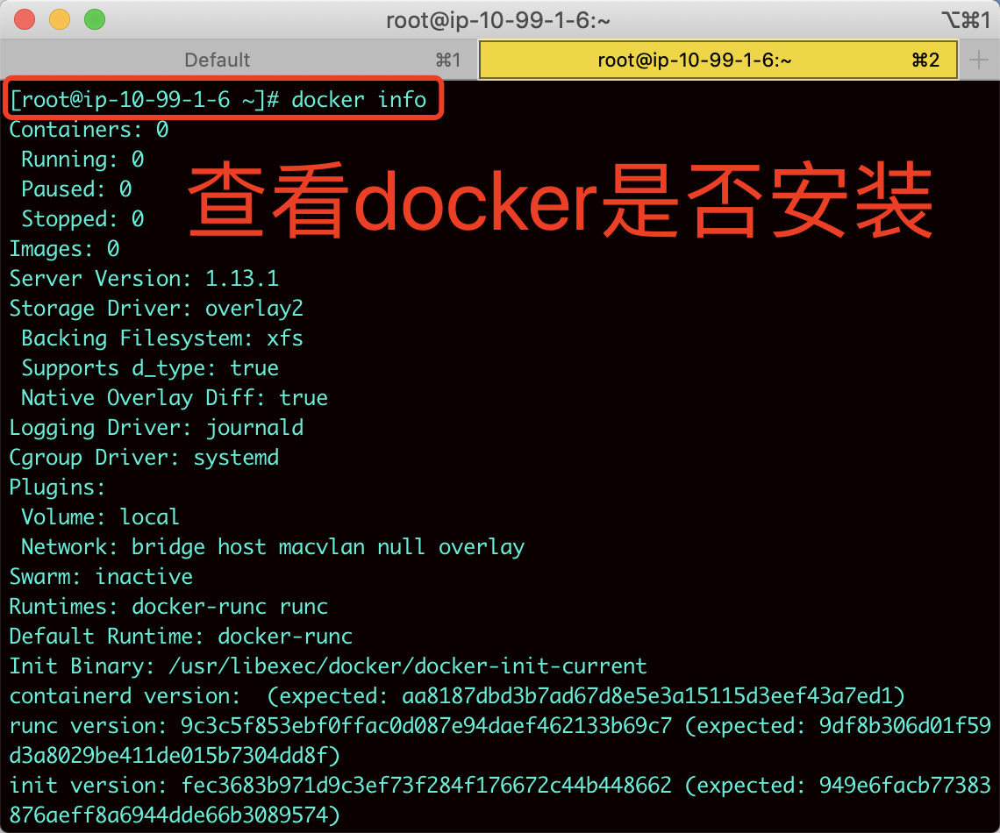 root@ip-10-99-1-6:~ ⌥⌘1
Default ⌘1 root@ip-10-99-1-6:~ ⌘2
[root@ip-10-99-1-6 ~]# docker info
Containers: 0
Running: 0
Paused: 0
Stopped: 0
查看docker是否安装
Images: 0
Server Version: 1.13.1
Storage Driver: overlay2
Backing Filesystem: xfs
Supports d_type: true
Native Overlay Diff: true
Logging Driver: journald
Cgroup Driver: systemd
Plugins:
Volume: local
Network: bridge host macvlan null overlay
Swarm: inactive
Runtimes: docker-runc runc
Default Runtime: docker-runc
Init Binary: /usr/libexec/docker/docker-init-current
containerd version:  (expected: aa8187dbd3b7ad67d8e5e3a15115d3eef43a7ed1)
runc version: 9c3c5f853ebf0ffac0d087e94daef462133b69c7 (expected: 9df8b306d01f59
d3a8029be411de015b7304dd8f)
init version: fec3683b971d9c3ef73f284f176672c44b448662 (expected: 949e6facb77383
876aeff8a6944dde66b3089574)